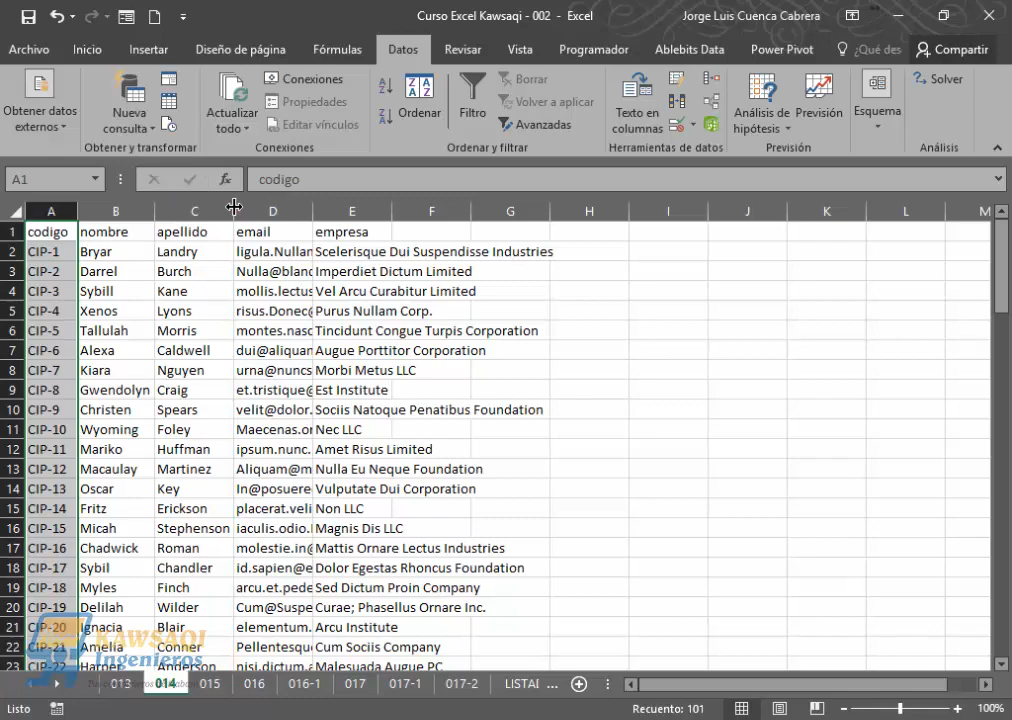 Curso Excel Kawsaqi - 002 - Excel Jorge Luis Cuenca Cabrera
Archivo Inicio Insertar Diseño de página Fórmulas Datos Revisar Vista Programador Ablebits Data Power Pivot ¿Qué des Compartir
Obtener datos externos
Nueva consulta
Obtener y transformar
Actualizar todo
Conexiones
Propiedades
Editar vínculos
Conexiones
Ordenar
Filtro
Borrar
Volver a aplicar
Avanzadas
Ordenar y filtrar
Texto en columnas
Herramientas de datos
Análisis de hipótesis
Previsión
Previsión
Esquema
Solver
Análisis
A1 fx codigo
A B C D E F G H I J K L M
1 codigo nombre apellido email empresa
2 CIP-1 Bryar Landry ligula.Nullan Scelerisque Dui Suspendisse Industries
3 CIP-2 Darrel Burch Nulla@bland Imperdiet Dictum Limited
4 CIP-3 Sybill Kane mollis.lectus Vel Arcu Curabitur Limited
5 CIP-4 Xenos Lyons risus.Donec@ Purus Nullam Corp.
6 CIP-5 Tallulah Morris montes.nasc Tincidunt Congue Turpis Corporation
7 CIP-6 Alexa Caldwell dui@aliquan Augue Porttitor Corporation
8 CIP-7 Kiara Nguyen urna@nuncs Morbi Metus LLC
9 CIP-8 Gwendolyn Craig et.tristique@ Est Institute
10 CIP-9 Christen Spears velit@dolor. Sociis Natoque Penatibus Foundation
11 CIP-10 Wyoming Foley Maecenas.or Nec LLC
12 CIP-11 Mariko Huffman ipsum.nunc. Amet Risus Limited
13 CIP-12 Macaulay Martinez Aliquam@m Nulla Eu Neque Foundation
14 CIP-13 Oscar Key In@posuere Vulputate Dui Corporation
15 CIP-14 Fritz Erickson placerat.veli Non LLC
16 CIP-15 Micah Stephenson iaculis.odio. Magnis Dis LLC
17 CIP-16 Chadwick Roman molestie.in@ Mattis Ornare Lectus Industries
18 CIP-17 Sybil Chandler id.sapien@e Dolor Egestas Rhoncus Foundation
19 CIP-18 Myles Finch arcu.et.pede Sed Dictum Proin Company
20 CIP-19 Delilah Wilder Cum@Suspe Curae; Phasellus Ornare Inc.
21 CIP-20 Ignacia Blair elementum. Arcu Institute
22 CIP-21 Amelia Conner Pellentesque Cum Sociis Company
23 CIP-22 Harper Anderson nisi.dictum. Malesuada Augue PC
KAWSAQI
Ingenieros
013 014 015 016 016-1 017 017-1 017-2 LISTAI ...
Listo Recuento: 101 100%